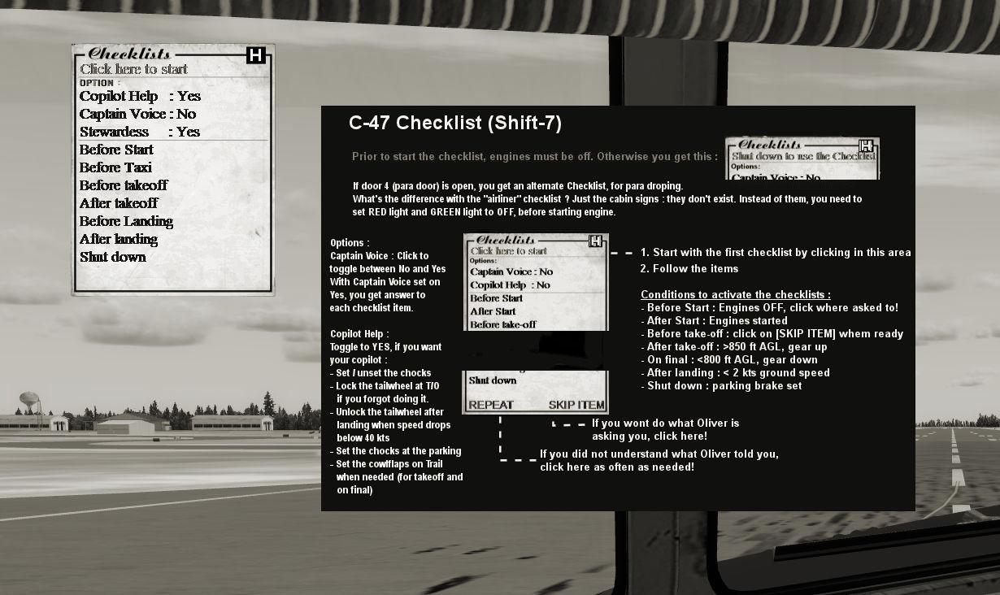 Checklists
H
Click here to start
OPTION :
Copilot Help : Yes
Captain Voice : No
Stewardess : Yes
Before Start
Before Taxi
Before takeoff
After takeoff
Before Landing
After landing
Shut down
C-47 Checklist (Shift-7)
Prior to start the checklist, engines must be off. Otherwise you get this :
Checklists
H
Shut down to use the Checklist
Options:
Captain Voice : No
If door 4 (para door) is open, you get an alternate Checklist, for para droping.
What's the difference with the "airliner" checklist ? Just the cabin signs : they don't exist. Instead of them, you need to
set RED light and GREEN light to OFF, before starting engine.
Options :
Captain Voice : Click to
toggle between No and Yes
With Captain Voice set on
Yes, you get answer to
each checklist item.
Copilot Help :
Toggle to YES, if you want
your copilot :
- Set / unset the chocks
- Lock the tailwheel at T/O
if you forgot doing it.
- Unlock the tailwheel after
landing when speed drops
below 40 kts
- Set the chocks at the parking
- Set the cowlflaps on Trail
when needed (for takeoff and
on final)
Checklists
H
Click here to start
Options:
Captain Voice : No
Copilot Help : No
Before Start
After Start
Before take-off
Shut down
REPEAT SKIP ITEM
1. Start with the first checklist by clicking in this area
2. Follow the items
Conditions to activate the checklists :
- Before Start : Engines OFF, click where asked to!
- After Start : Engines started
- Before take-off : click on [SKIP ITEM] whem ready
- After take-off : >850 ft AGL, gear up
- On final : <800 ft AGL, gear down
- After landing : < 2 kts ground speed
- Shut down : parking brake set
If you wont do what Oliver is
asking you, click here!
If you did not understand what Oliver told you,
click here as often as needed!